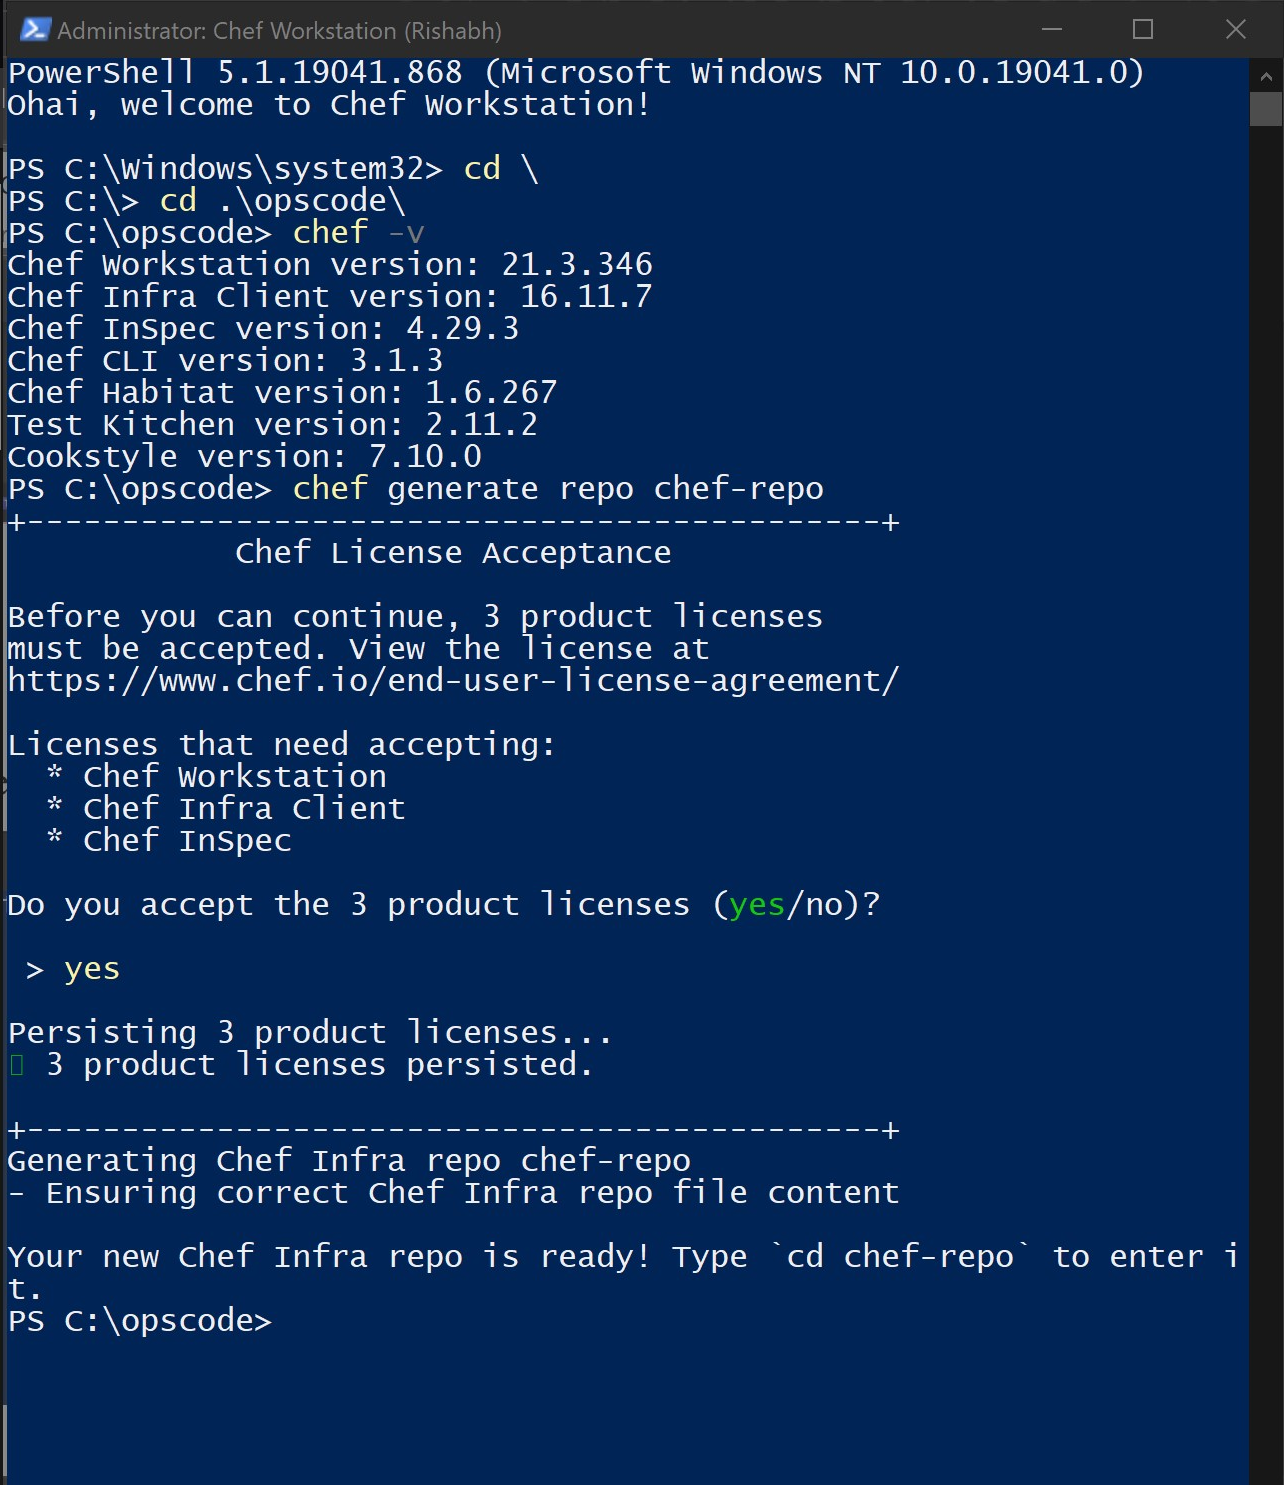 Administrator: Chef Workstation (Rishabh)
PowerShell 5.1.19041.868 (Microsoft Windows NT 10.0.19041.0)
Ohai, welcome to Chef Workstation!
PS C:\Windows\system32> cd \
PS C:\> cd .\opscode\
PS C:\opscode> chef -v
Chef Workstation version: 21.3.346
Chef Infra Client version: 16.11.7
Chef InSpec version: 4.29.3
Chef CLI version: 3.1.3
Chef Habitat version: 1.6.267
Test Kitchen version: 2.11.2
Cookstyle version: 7.10.0
PS C:\opscode> chef generate repo chef-repo
+---------------------------------------------+
Chef License Acceptance
Before you can continue, 3 product licenses
must be accepted. View the license at
https://www.chef.io/end-user-license-agreement/
Licenses that need accepting:
* Chef Workstation
* Chef Infra Client
* Chef InSpec
Do you accept the 3 product licenses (yes/no)?
> yes
Persisting 3 product licenses...
▯ 3 product licenses persisted.
+---------------------------------------------+
Generating Chef Infra repo chef-repo
- Ensuring correct Chef Infra repo file content
Your new Chef Infra repo is ready! Type `cd chef-repo` to enter i
t.
PS C:\opscode>